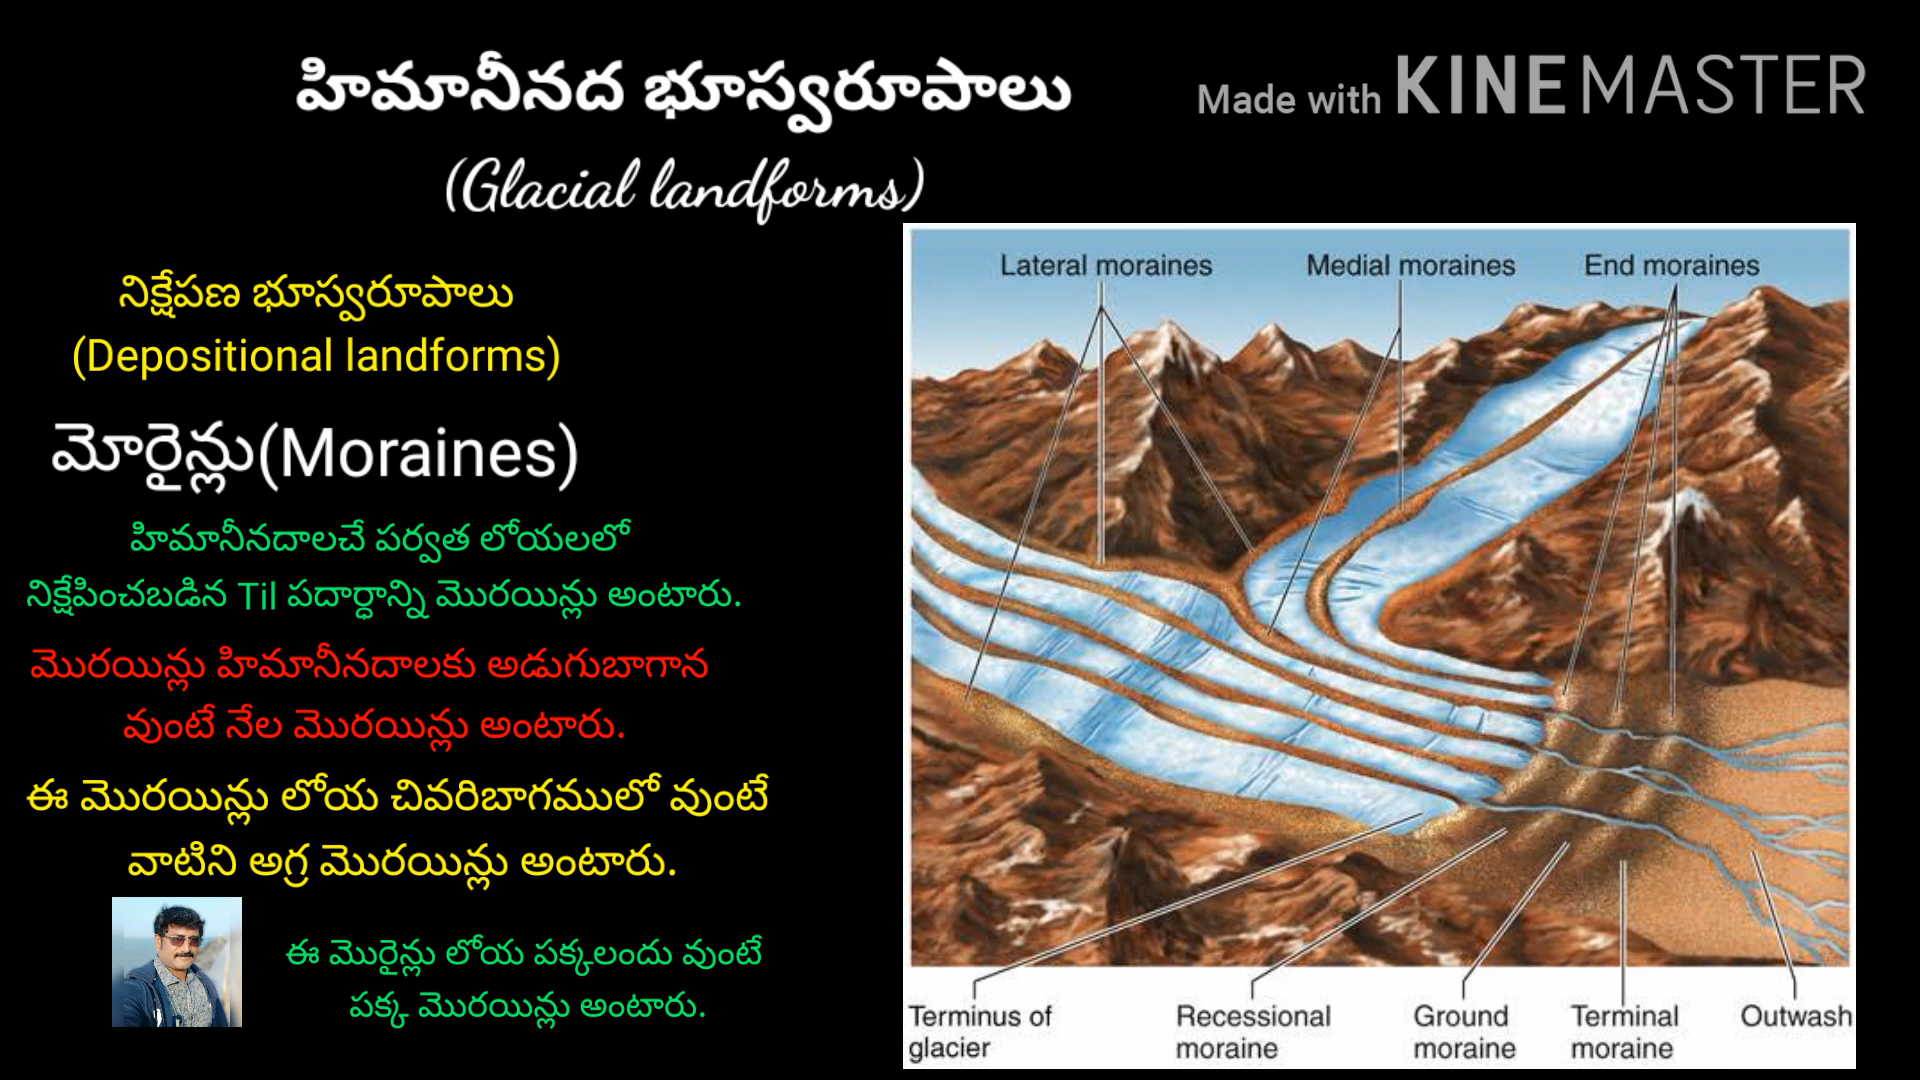 హిమానీనద భూస్వరూపాలు
Made with KINEMASTER
(Glacial landforms)
నిక్షేపణ భూస్వరూపాలు
(Depositional landforms)
మోరైన్లు(Moraines)
హిమానీనదాలచే పర్వత లోయలలో
నిక్షేపించబడిన Til పదార్ధాన్ని మొరయిన్లు అంటారు.
మొరయిన్లు హిమానీనదాలకు అడుగుబాగాన
వుంటే నేల మొరయిన్లు అంటారు.
ఈ మొరయిన్లు లోయ చివరిబాగములో వుంటే
వాటిని అగ్ర మొరయిన్లు అంటారు.
ఈ మొరైన్లు లోయ పక్కలందు వుంటే
పక్క మొరయిన్లు అంటారు.
Lateral moraines
Medial moraines
End moraines
Terminus of
glacier
Recessional
moraine
Ground
moraine
Terminal
moraine
Outwash